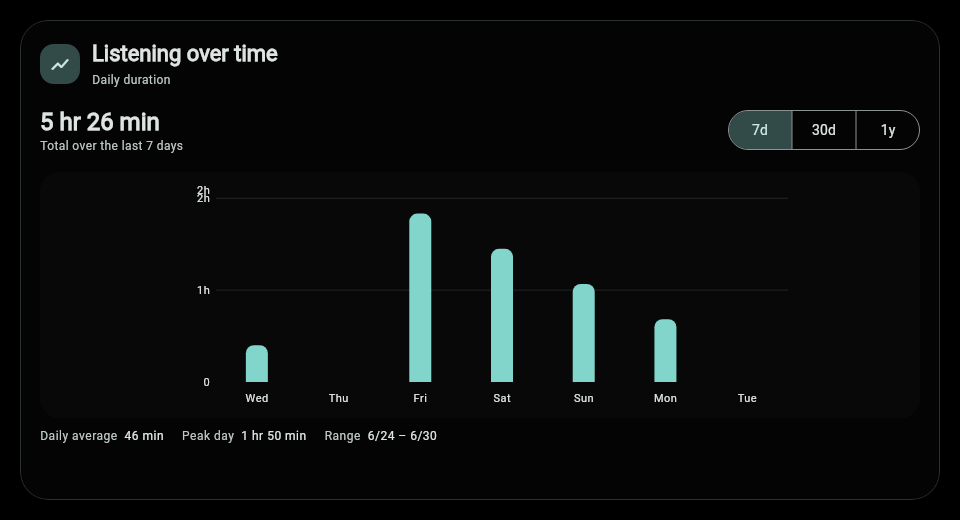 Listening over time
Daily duration
5 hr 26 min
Total over the last 7 days
7d 30d 1y
2h
2h
1h
0
Wed Thu Fri Sat Sun Mon Tue
Daily average 46 min Peak day 1 hr 50 min Range 6/24 – 6/30